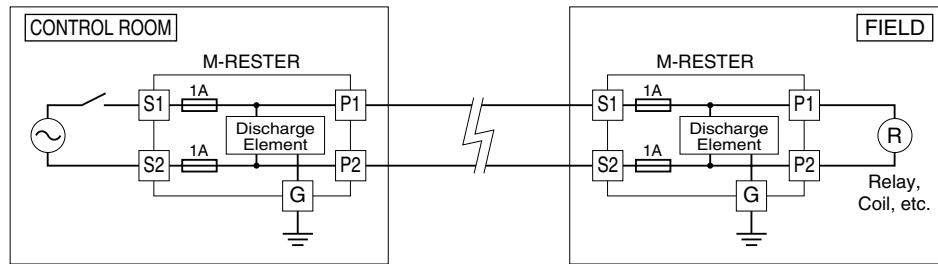 CONTROL ROOM
FIELD
M-RESTER
M-RESTER
S1
1A
P1
S1
1A
P1
Discharge
Element
Discharge
Element
R
S2
1A
P2
S2
1A
P2
G
G
Relay,
Coil, etc.